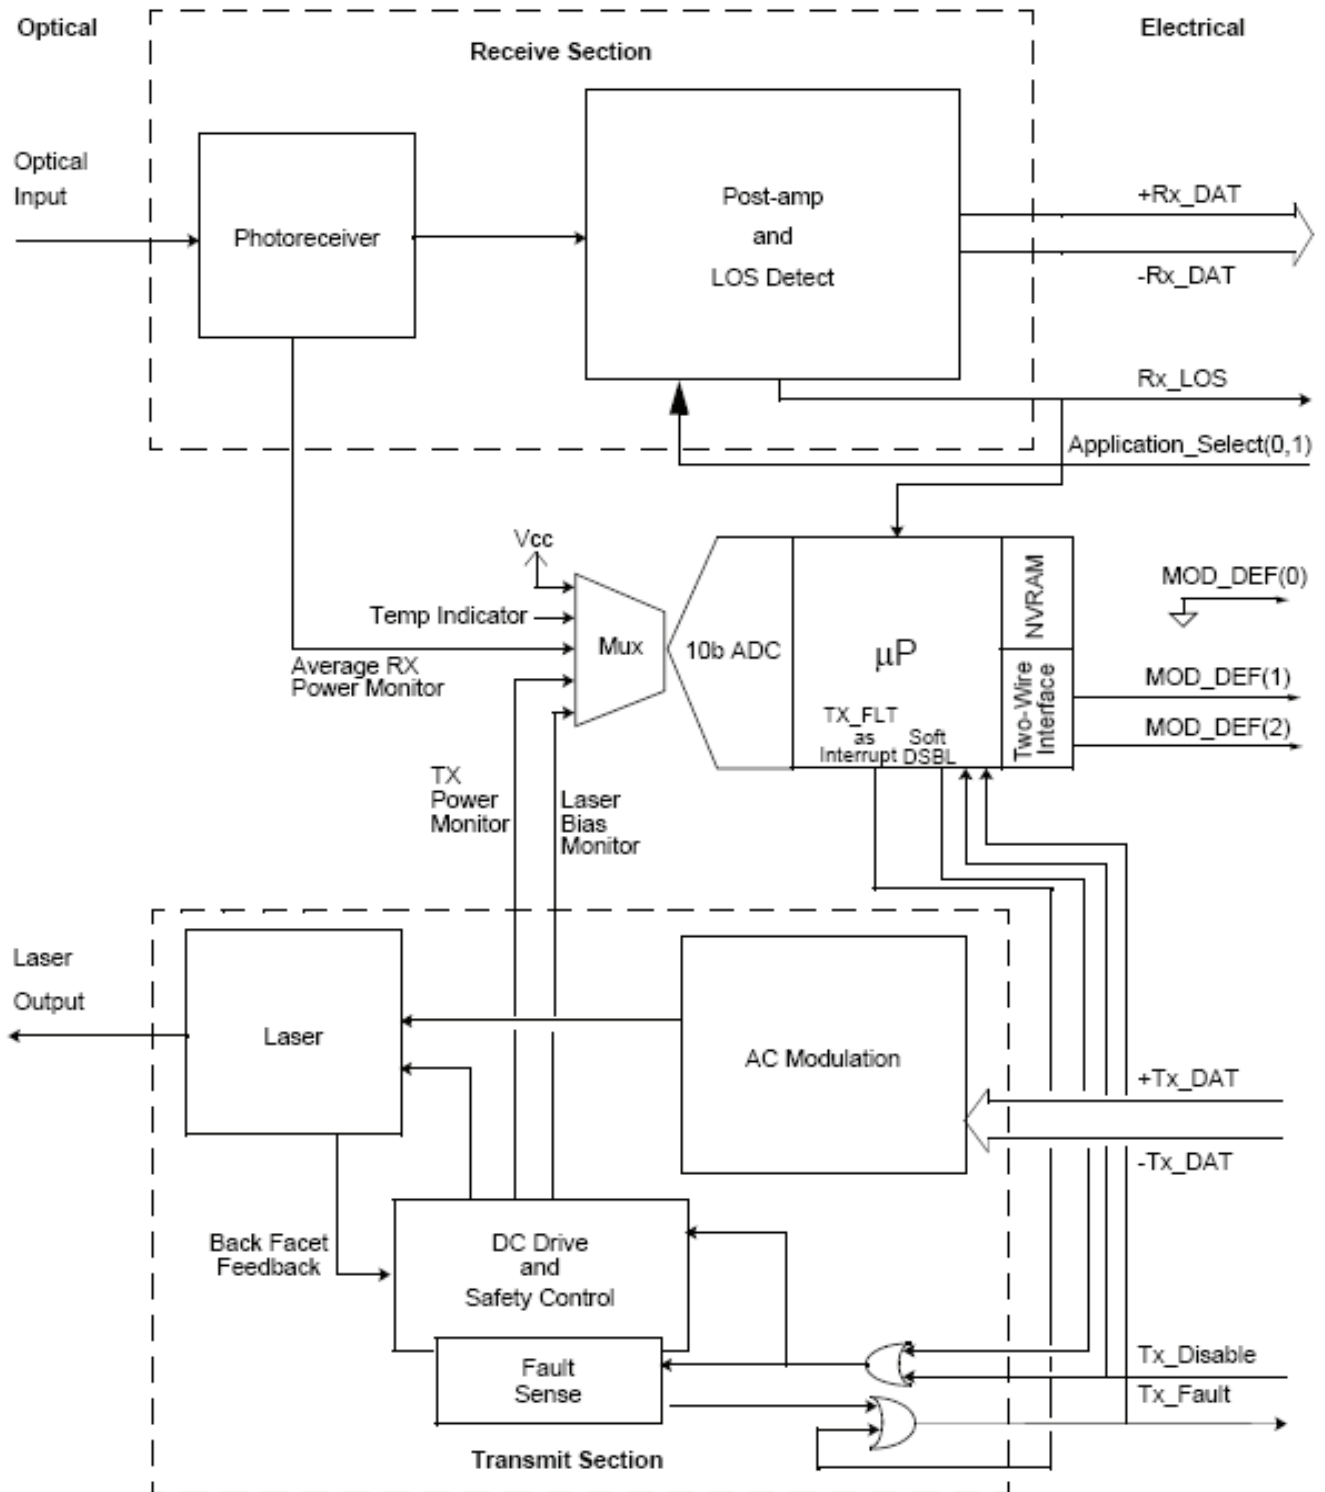 Optical
Electrical
Receive Section
Optical
Input
Photoreceiver
Post-amp
and
LOS Detect
+Rx_DAT
-Rx_DAT
Rx_LOS
Application_Select(0,1)
Vcc
Temp Indicator
Average RX
Power Monitor
Mux
10b ADC
µP
NVRAM
Two-Wire
Interface
TX_FLT
as
Interrupt
Soft
DSBL
MOD_DEF(0)
MOD_DEF(1)
MOD_DEF(2)
TX
Power
Monitor
Laser
Bias
Monitor
Laser
Output
Laser
AC Modulation
+Tx_DAT
-Tx_DAT
Back Facet
Feedback
DC Drive
and
Safety Control
Fault
Sense
Tx_Disable
Tx_Fault
Transmit Section